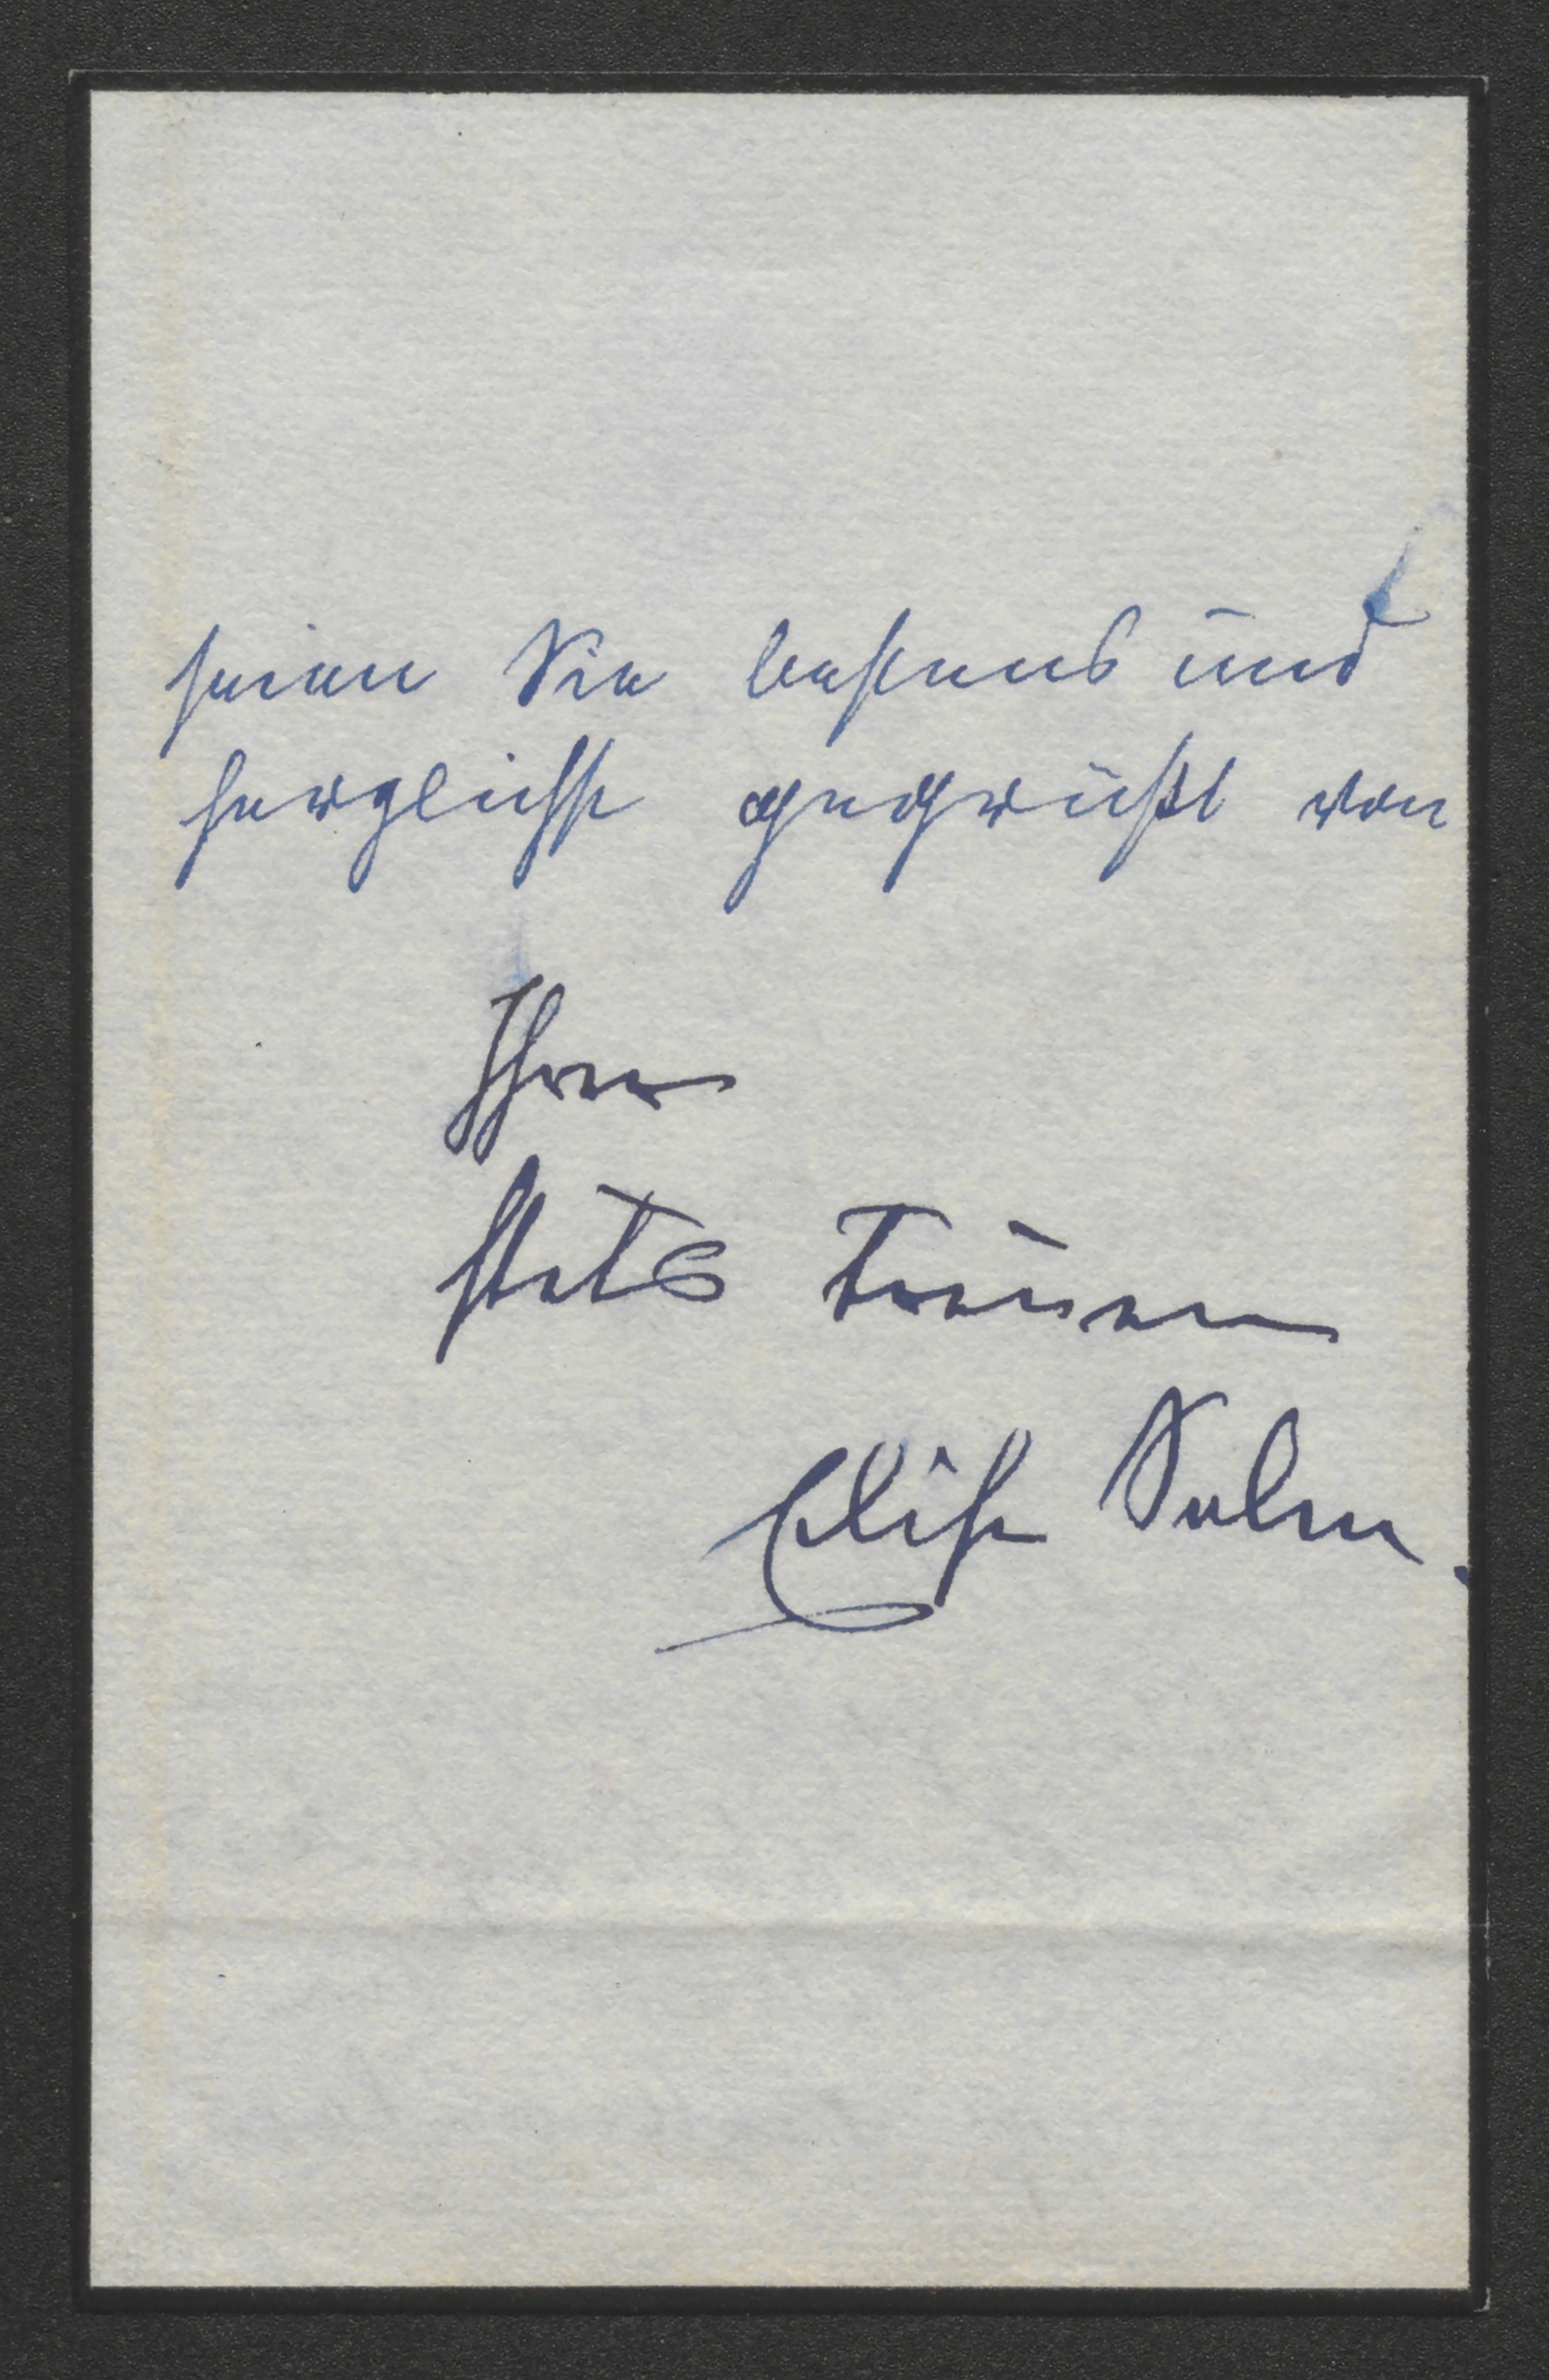 seien Sie bestens und
herzlichst gegrüßt von
Ihrer
stets treuen
Elise